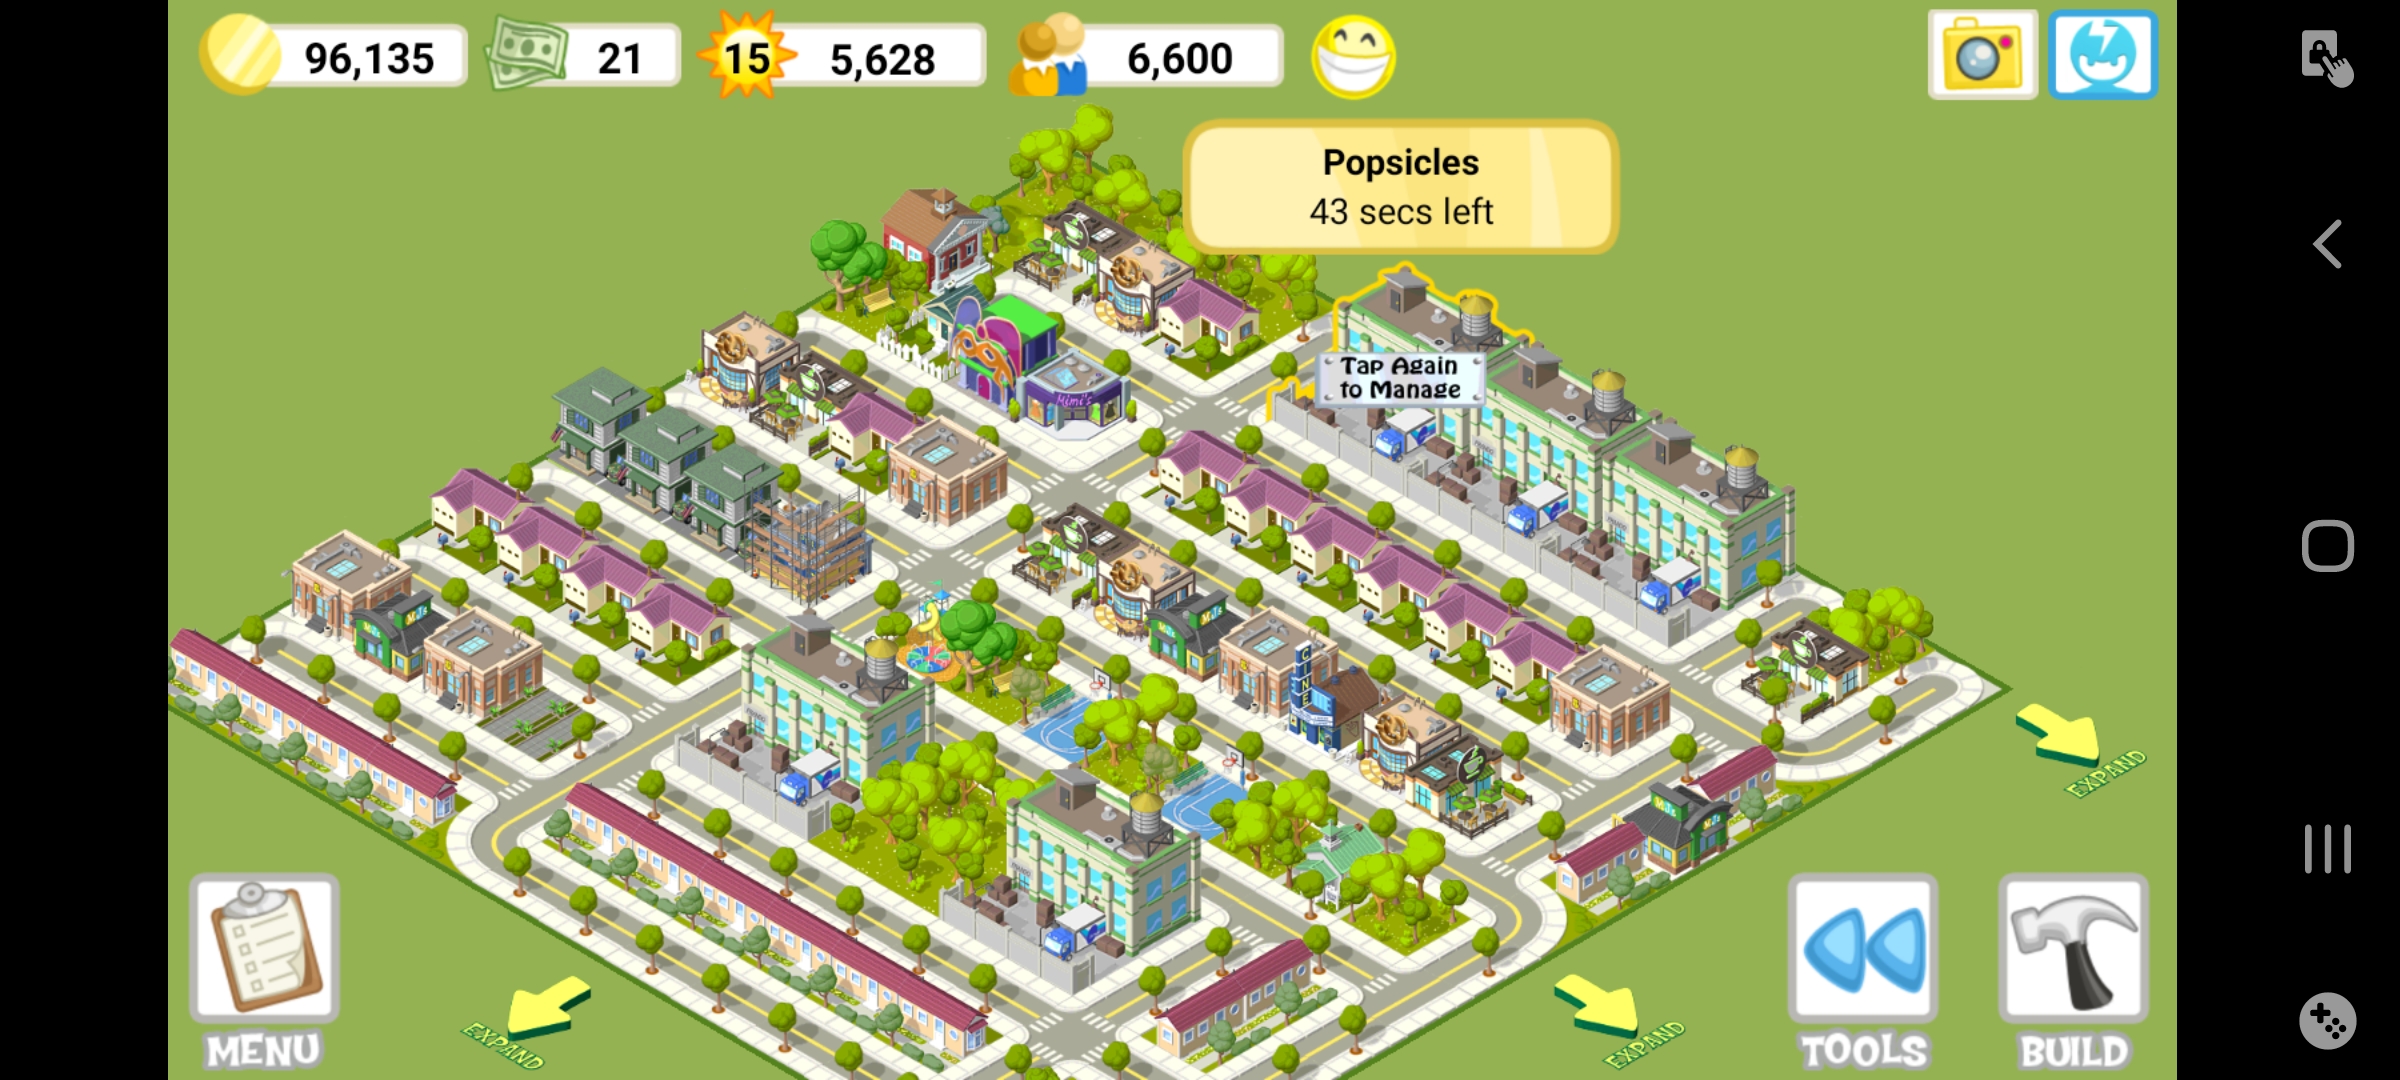 96,135
21
15
5,628
6,600
Popsicles
43 secs left
Tap Again
to Manage
Mimi's
CINE
EXPAND
EXPAND
EXPAND
MENU
TOOLS
BUILD